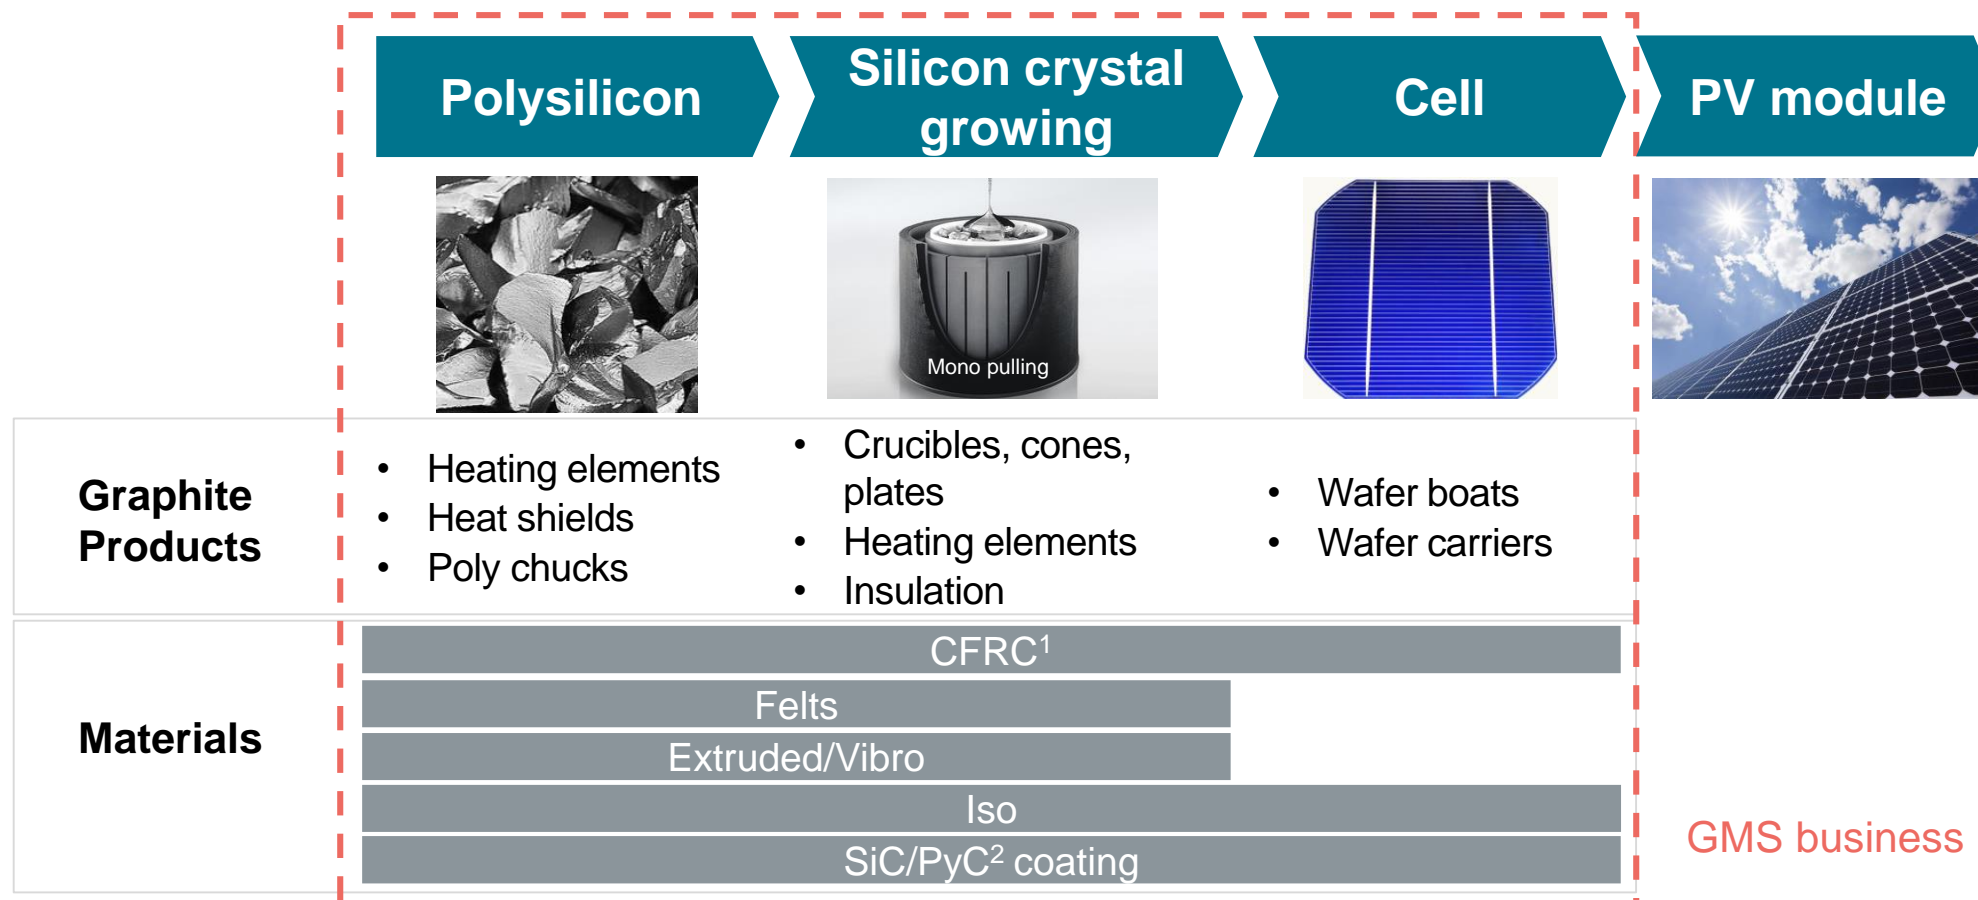 Polysilicon
Silicon crystal
growing
Cell
PV module
Mono pulling
Graphite
Products
• Heating elements
• Heat shields
• Poly chucks
• Crucibles, cones,
plates
• Heating elements
• Insulation
• Wafer boats
• Wafer carriers
Materials
CFRC¹
Felts
Extruded/Vibro
Iso
SiC/PyC² coating
GMS business